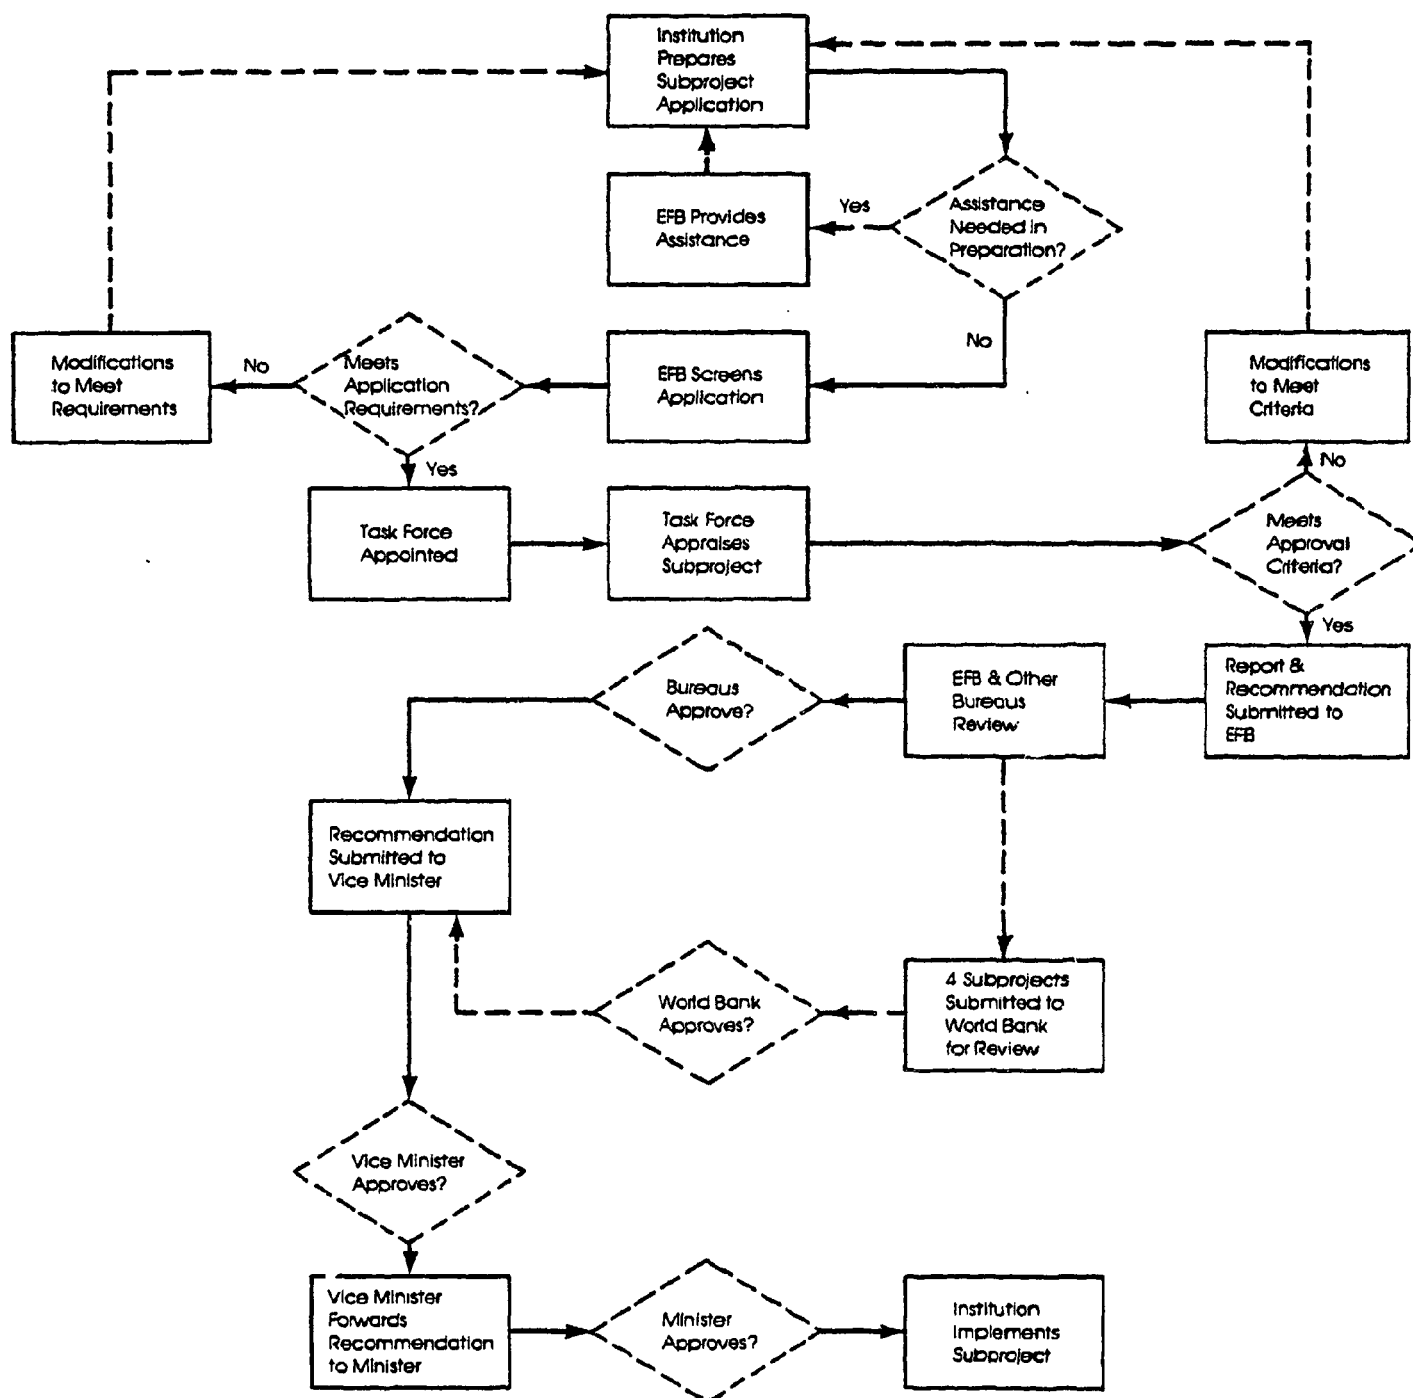 Institution
Prepares
Subproject
Application
EFB Provides
Assistance
Yes
Assistance
Needed in
Preparation?
No
Modifications
to Meet
Requirements
No
Meets
Application
Requirements?
EFB Screens
Application
Modifications
to Meet
Criteria
Yes
No
Task Force
Appointed
Task Force
Appraises
Subproject
Meets
Approval
Criteria?
Yes
Bureaus
Approve?
EFB & Other
Bureaus
Review
Report &
Recommendation
Submitted to
EFB
Recommendation
Submitted to
Vice Minister
World Bank
Approves?
4 Subprojects
Submitted to
World Bank
for Review
Vice Minister
Approves?
Vice Minister
Forwards
Recommendation
to Minister
Minister
Approves?
Institution
Implements
Subproject